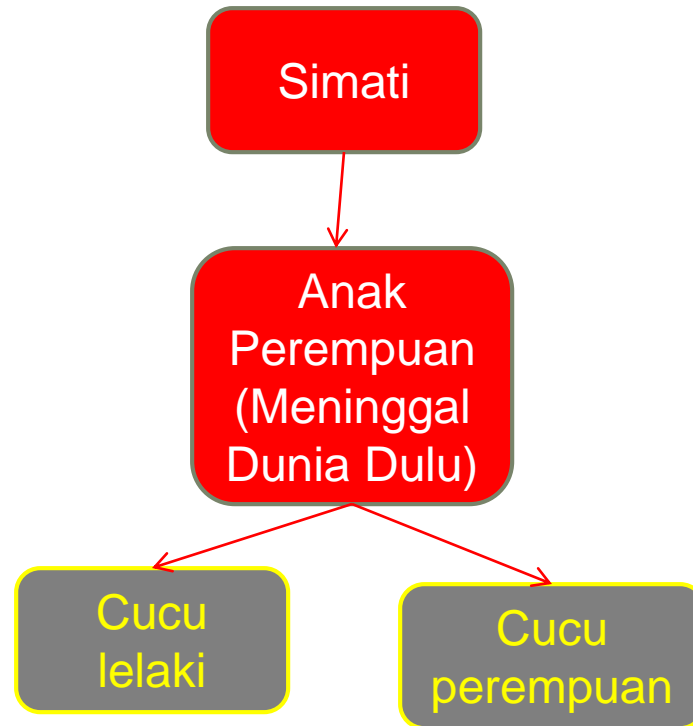 Simati
Anak
Perempuan
(Meninggal
Dunia Dulu)
Cucu
lelaki
Cucu
perempuan